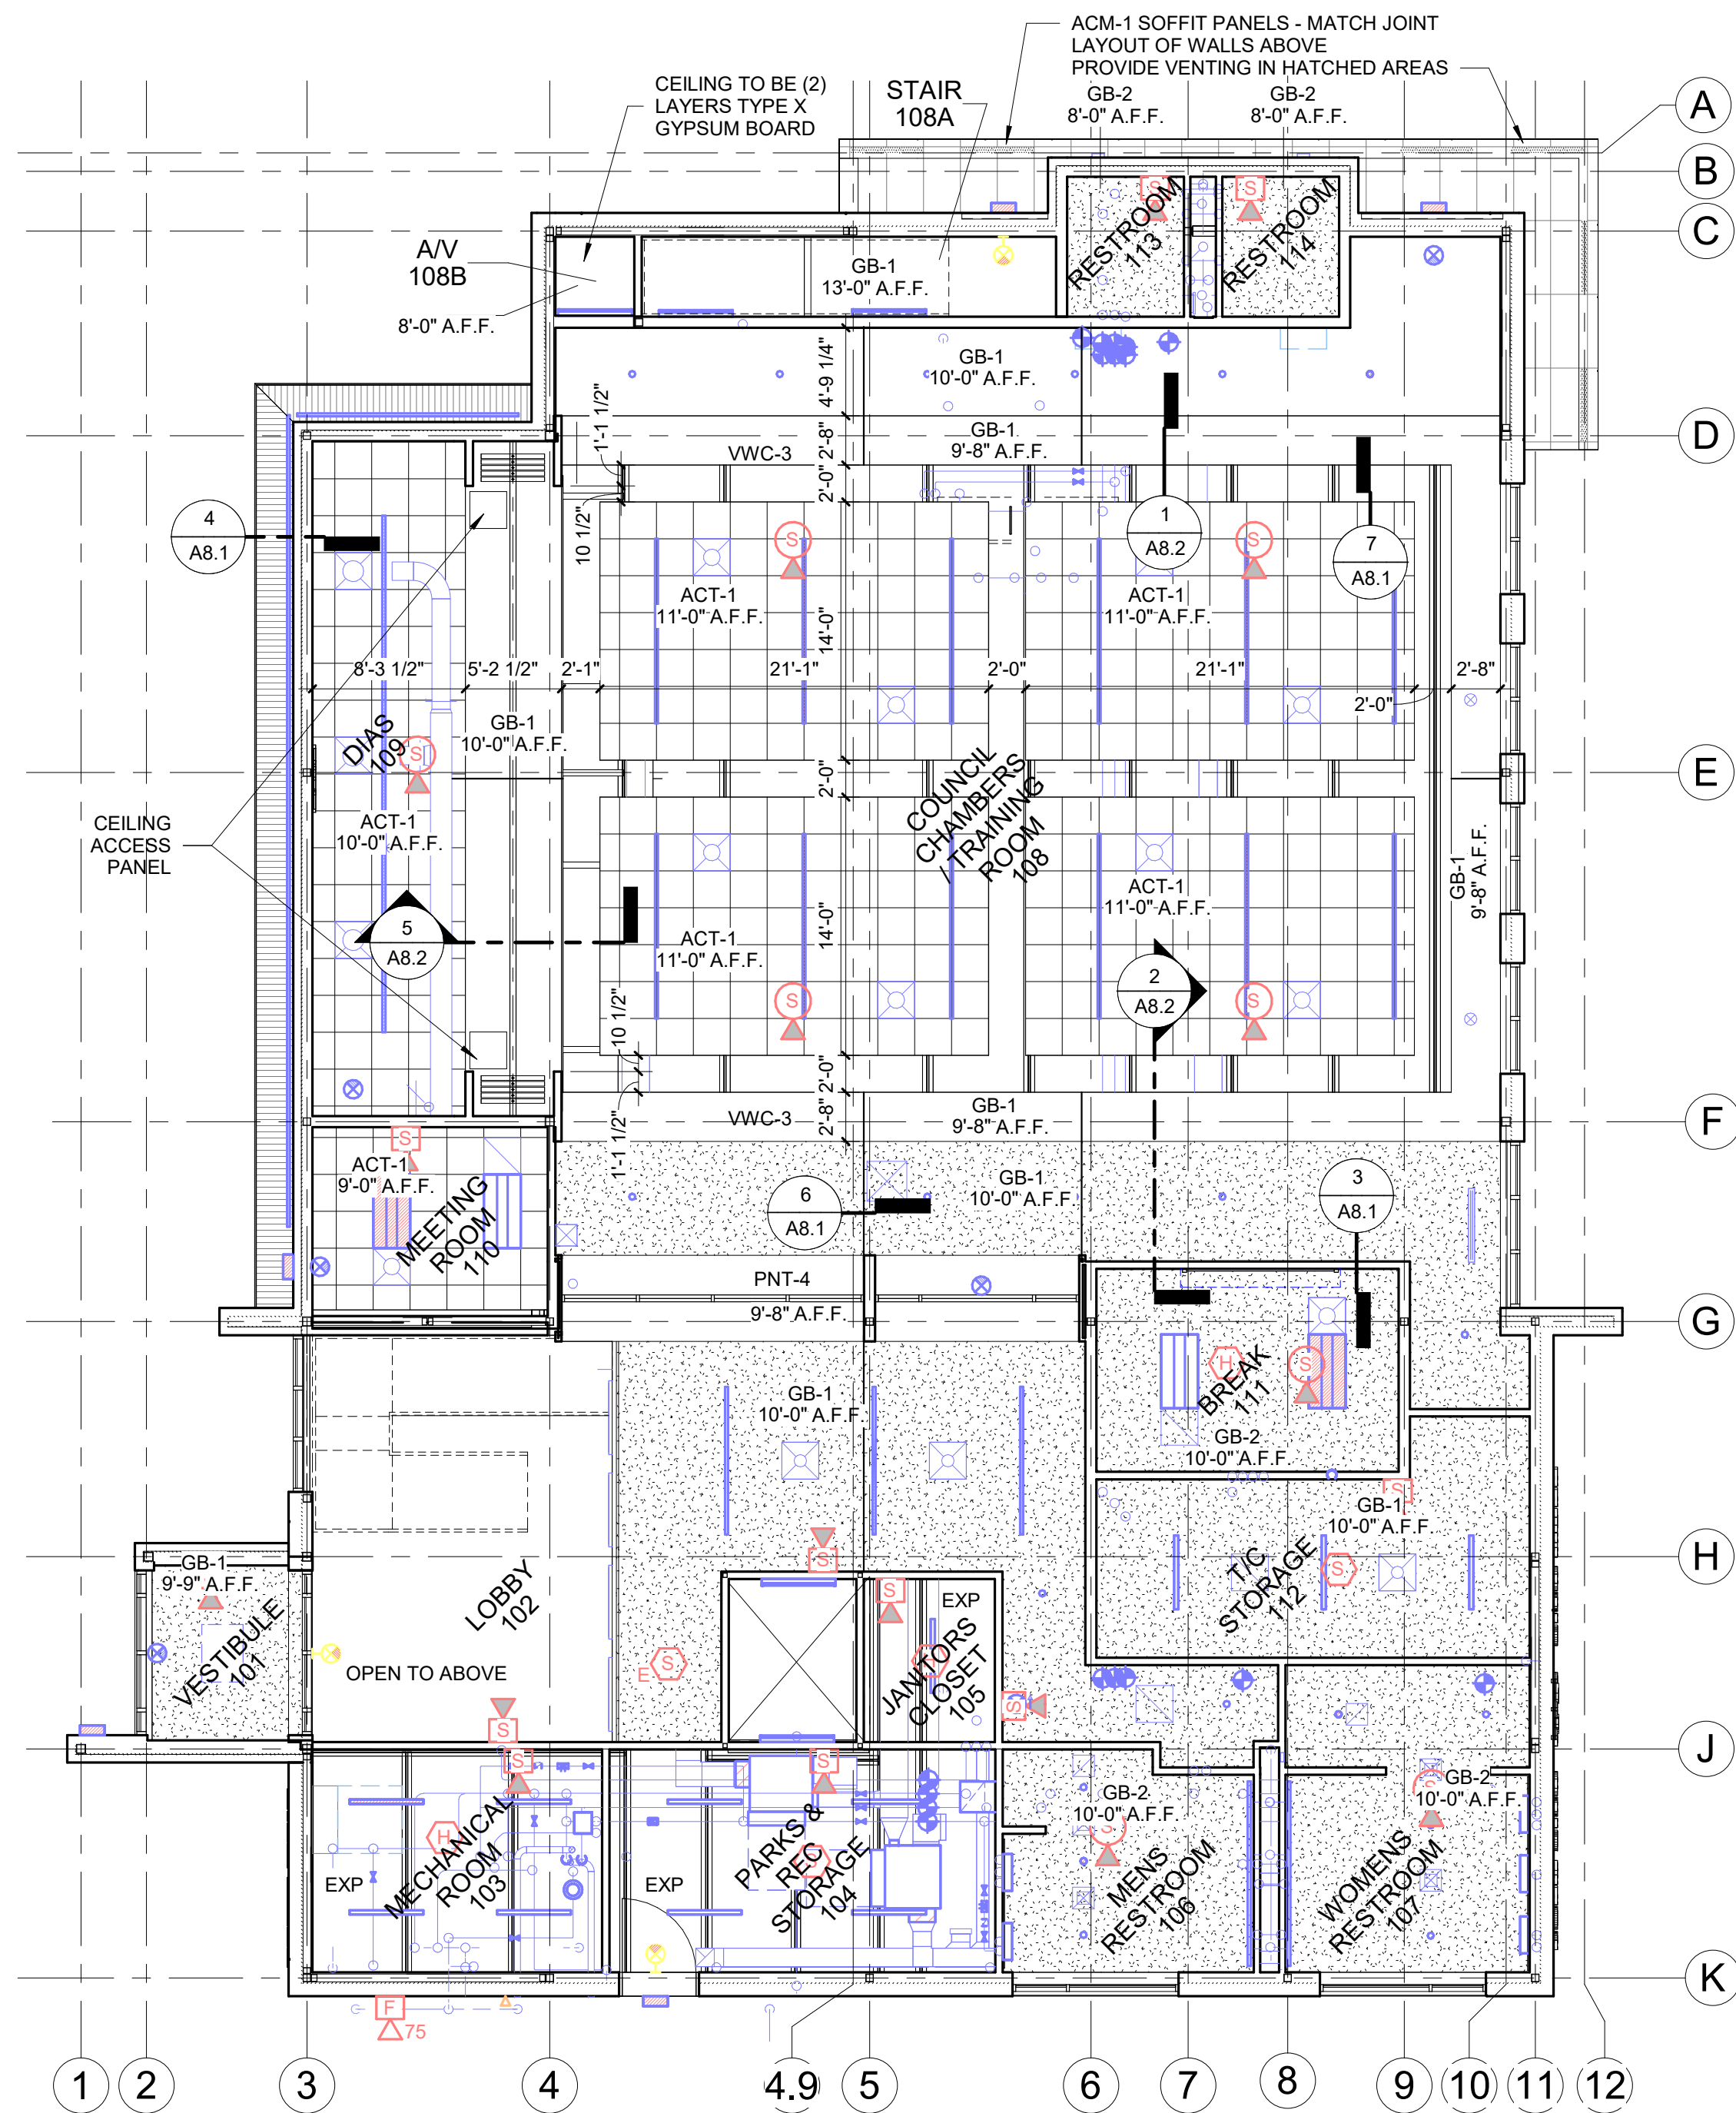 ACM-1 SOFFIT PANELS - MATCH JOINT
LAYOUT OF WALLS ABOVE
PROVIDE VENTING IN HATCHED AREAS
CEILING TO BE (2)
LAYERS TYPE X
GYPSUM BOARD
STAIR
108A
GB-2
8'-0" A.F.F.
GB-2
8'-0" A.F.F.
A
B
C
D
E
F
G
H
J
K
A/V
108B
8'-0" A.F.F.
GB-1
13'-0" A.F.F.
S
S
RESTROOM
113
RESTROOM
114
GB-1
10'-0" A.F.F.
4'-9 1/4"
1'-1 1/2"
VWC-3
2'-8"
GB-1
9'-8" A.F.F.
2'-0"
10 1/2"
4
A8.1
1
A8.2
7
A8.1
S
S
ACT-1
11'-0" A.F.F.
ACT-1
11'-0" A.F.F.
14'-0"
8'-3 1/2"
5'-2 1/2"
2'-1"
21'-1"
2'-0"
21'-1"
2'-8"
2'-0"
DIAS
109
S
GB-1
10'-0" A.F.F.
2'-0"
COUNCIL
CHAMBERS
/ TRAINING
ROOM
108
CEILING
ACCESS
PANEL
ACT-1
10'-0" A.F.F.
GB-1
9'-8" A.F.F.
5
A8.2
ACT-1
11'-0" A.F.F.
14'-0"
ACT-1
11'-0" A.F.F.
2
A8.2
S
S
10 1/2"
2'-0"
2'-8"
1'-1 1/2"
VWC-3
GB-1
9'-8" A.F.F.
S
ACT-1
9'-0" A.F.F.
MEETING
ROOM
110
GB-1
10'-0" A.F.F.
6
A8.1
3
A8.1
PNT-4
9'-8" A.F.F.
H
S
BREAK
111
GB-2
10'-0" A.F.F.
GB-1
10'-0" A.F.F.
S
GB-1
10'-0" A.F.F.
S
T/C
STORAGE
112
GB-1
9'-9" A.F.F.
VESTIBULE
101
LOBBY
102
OPEN TO ABOVE
S
S
EXP
E
S
H
JANITORS
CLOSET
105
S
S
S
S
H
MECHANICAL
ROOM
103
EXP
EXP
PARKS &
REC
STORAGE
104
S
GB-2
10'-0" A.F.F.
S
MENS
RESTROOM
106
GB-2
10'-0" A.F.F.
S
WOMENS
RESTROOM
107
F
75
1
2
3
4
4.9
5
6
7
8
9
10
11
12